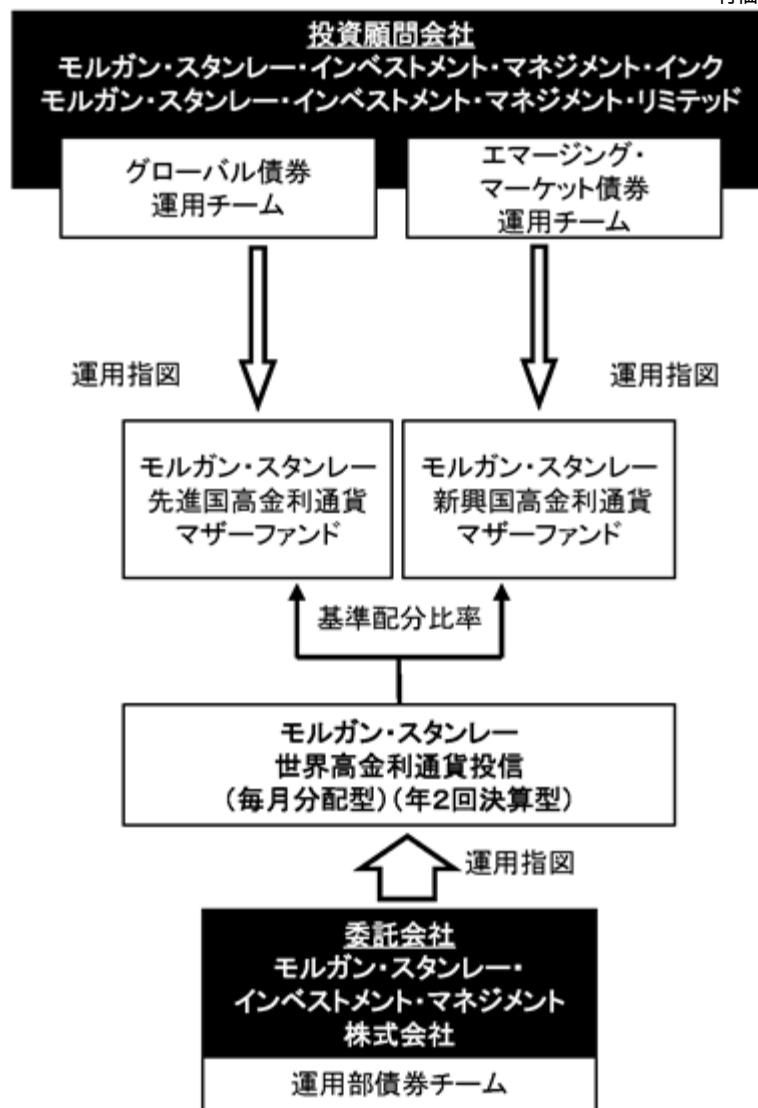 投資顧問会社
モルガン・スタンレー・インベストメント・マネジメント・インク
モルガン・スタンレー・インベストメント・マネジメント・リミテッド
グローバル債券
運用チーム
エマージング・
マーケット債券
運用チーム
運用指図
運用指図
モルガン・スタンレー
先進国高金利通貨
マザーファンド
モルガン・スタンレー
新興国高金利通貨
マザーファンド
基準配分比率
モルガン・スタンレー
世界高金利通貨投信
(毎月分配型)(年2回決算型)
運用指図
委託会社
モルガン・スタンレー・
インベストメント・マネジメント
株式会社
運用部債券チーム